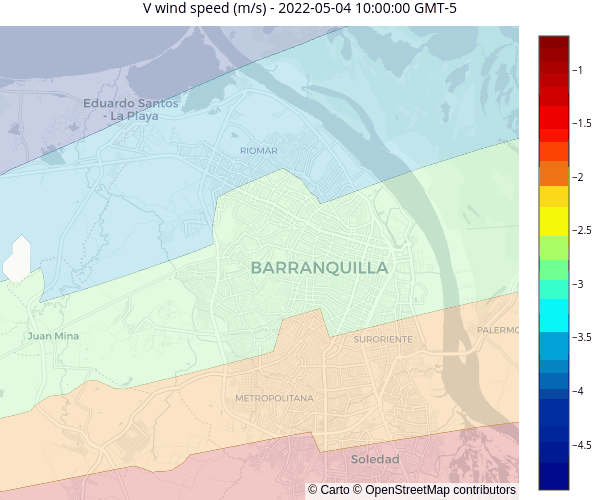 V wind speed (m/s) - 2022-05-04 10:00:00 GMT-5
Eduardo Santos
- La Playa
RIOMAR
BARRANQUILLA
Juan Mina
SURORIENTE
PALERMO
METROPOLITANA
Soledad
© Carto © OpenStreetMap contributors
−1
−1.5
−2
−2.5
−3
−3.5
−4
−4.5